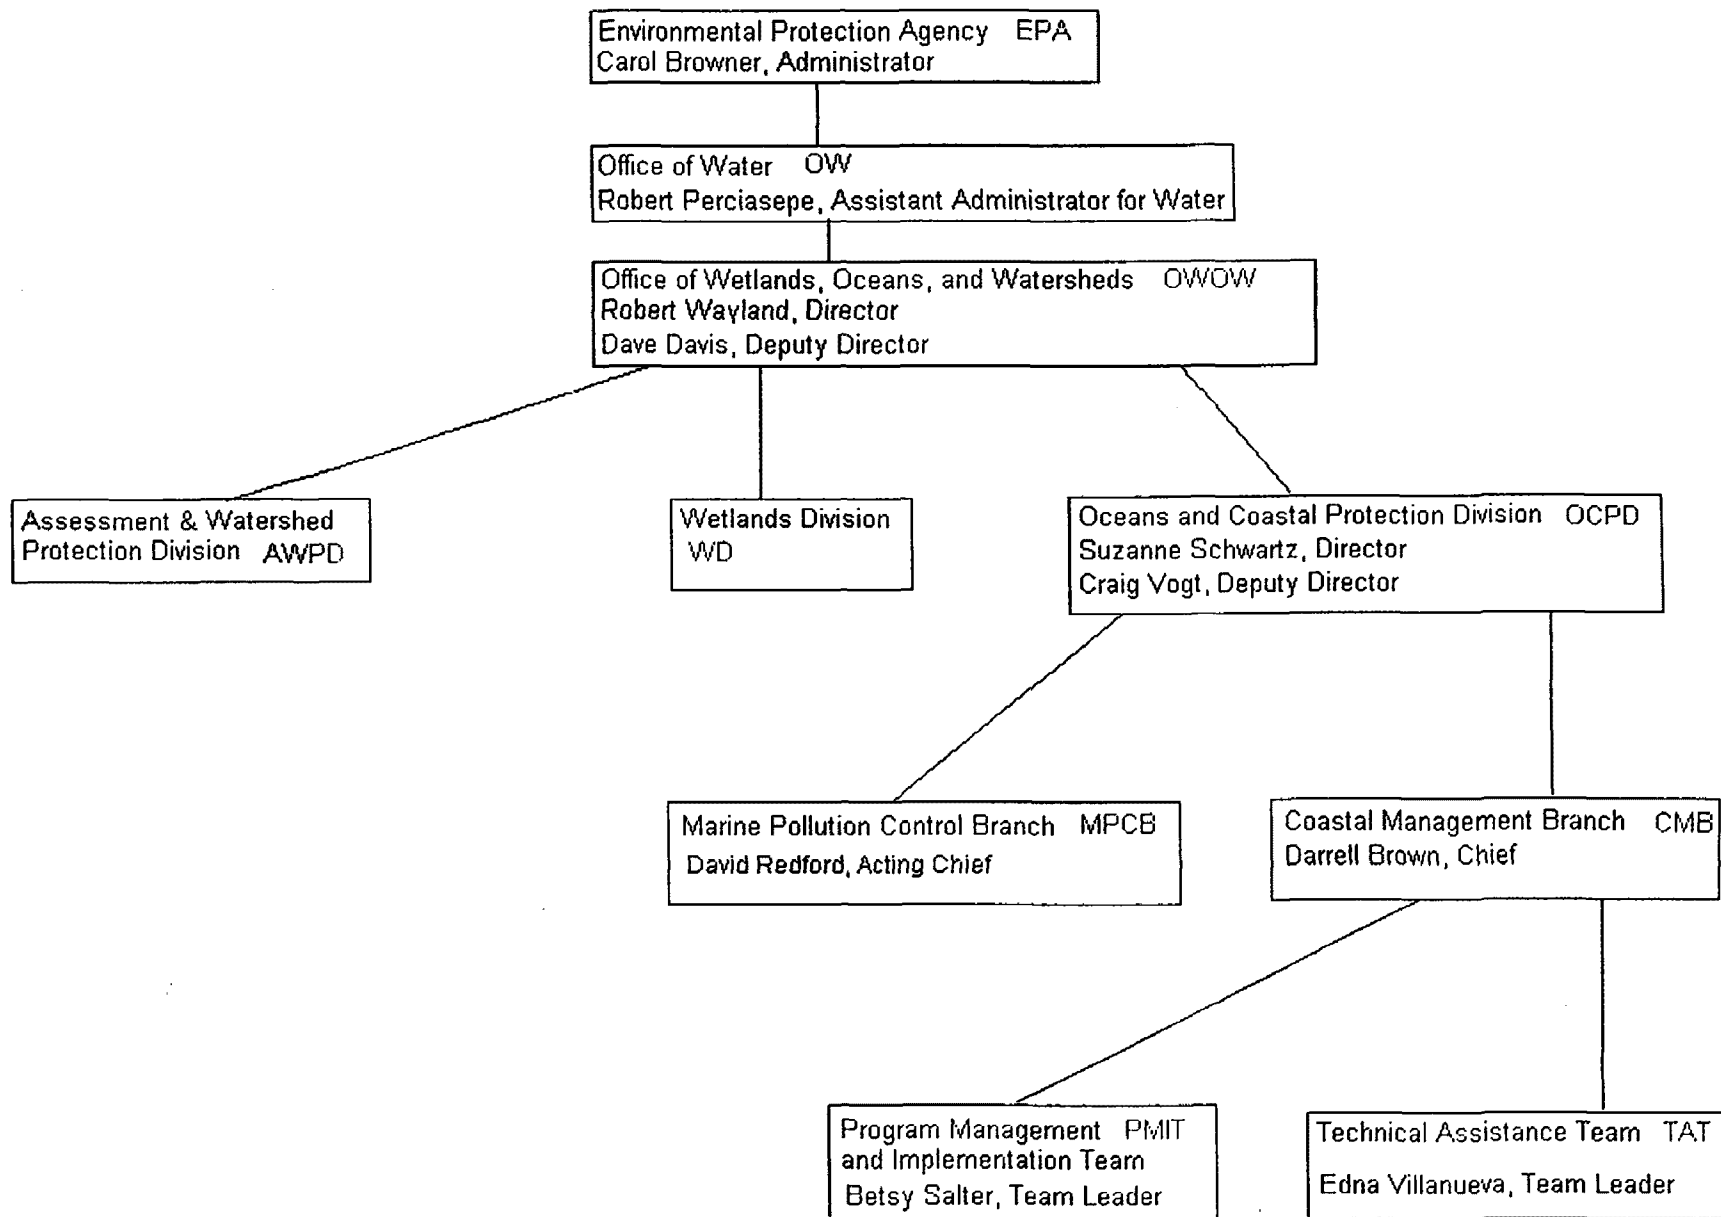 Environmental Protection Agency EPA
Carol Browner, Administrator
Office of Water OW
Robert Perciasepe, Assistant Administrator for Water
Office of Wetlands, Oceans, and Watersheds OWOW
Robert Wayland, Director
Dave Davis, Deputy Director
Assessment & Watershed
Protection Division AWPD
Wetlands Division
WD
Oceans and Coastal Protection Division OCPD
Suzanne Schwartz, Director
Craig Vogt, Deputy Director
Marine Pollution Control Branch MPCB
David Redford, Acting Chief
Coastal Management Branch CMB
Darrell Brown, Chief
Program Management PMIT
and Implementation Team
Betsy Salter, Team Leader
Technical Assistance Team TAT
Edna Villanueva, Team Leader